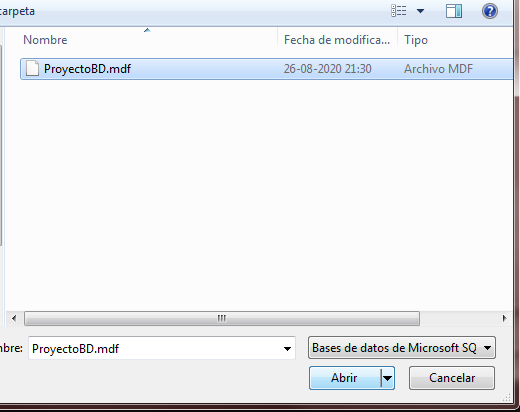 carpeta
Nombre Fecha de modifica... Tipo
ProyectoBD.mdf 26-08-2020 21:30 Archivo MDF
mbre: ProyectoBD.mdf Bases de datos de Microsoft SQ
Abrir Cancelar